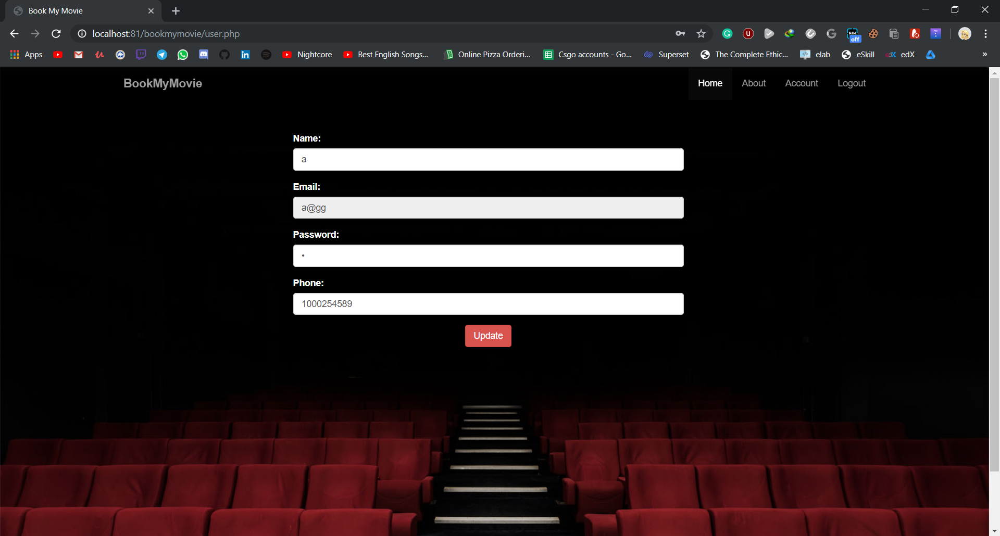 Book My Movie
localhost:81/bookmymovie/user.php
off
Apps Nightcore Best English Songs... Online Pizza Orderi... Csgo accounts - Go... Superset The Complete Ethic... elab eSkill edX »
BookMyMovie Home About Account Logout
Name:
a
Email:
a@gg
Password:
•
Phone:
1000254589
Update